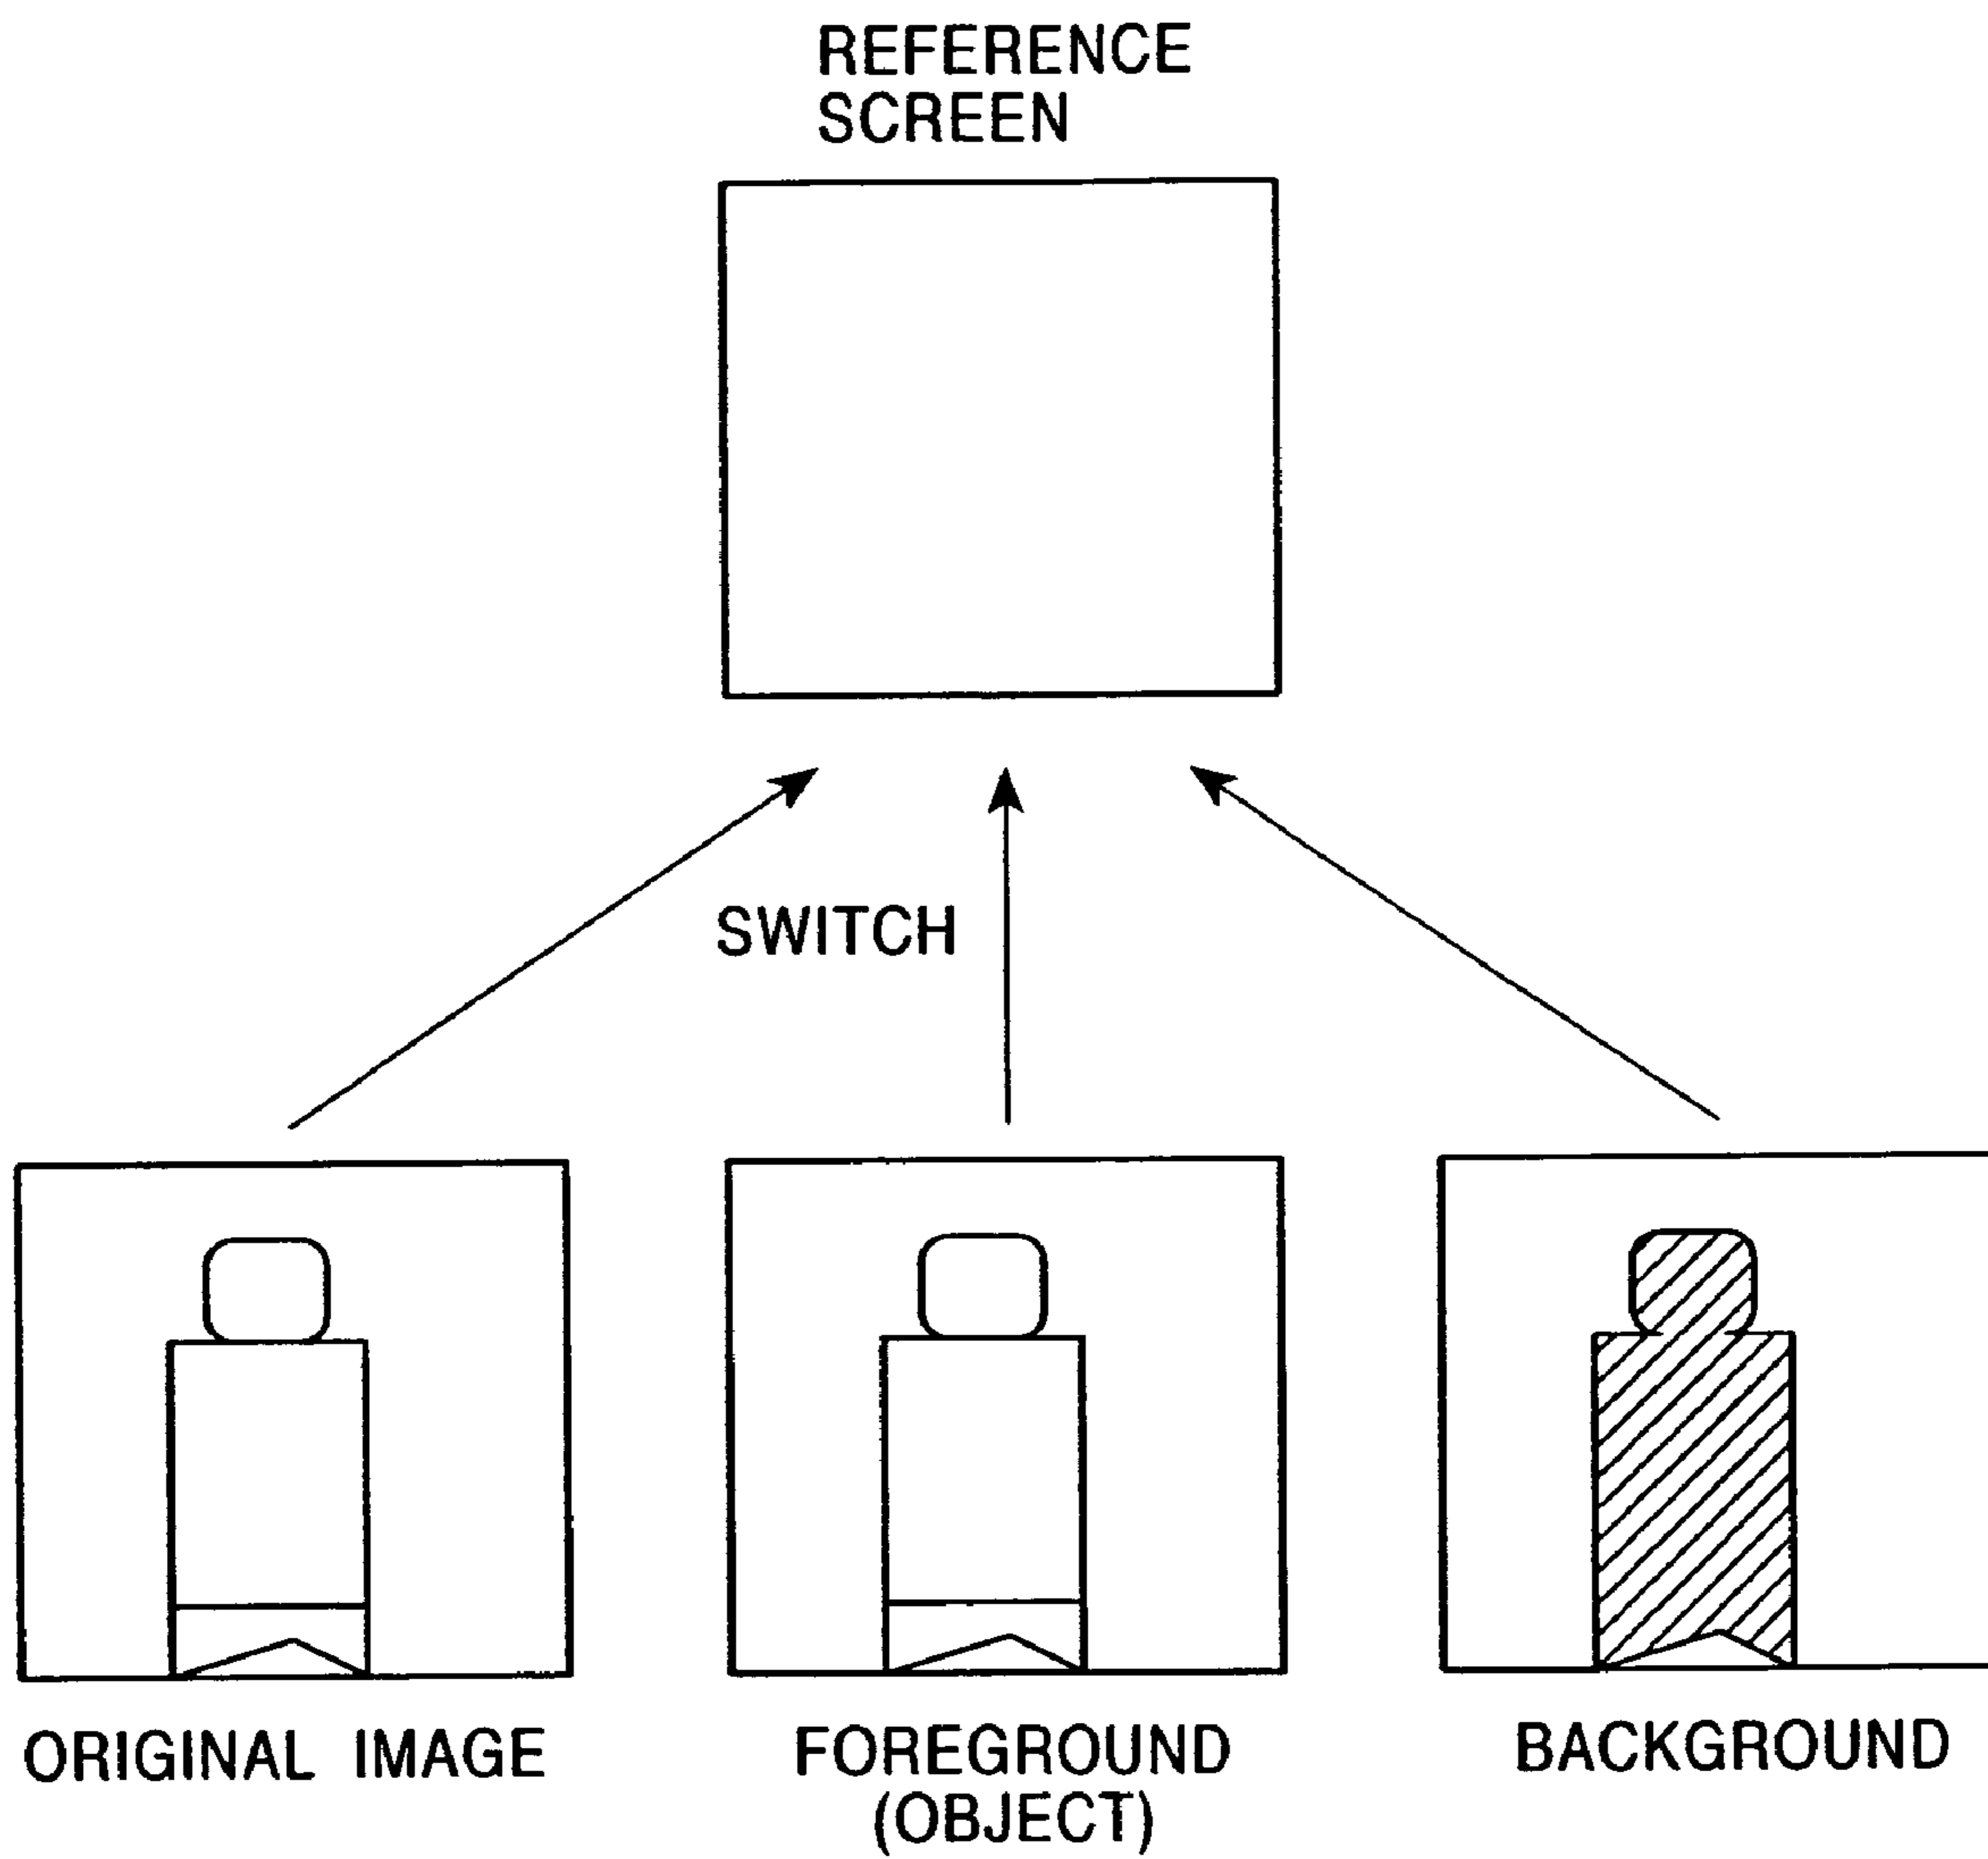 REFERENCE
SCREEN
SWITCH
ORIGINAL IMAGE
FOREGROUND
(OBJECT)
BACKGROUND